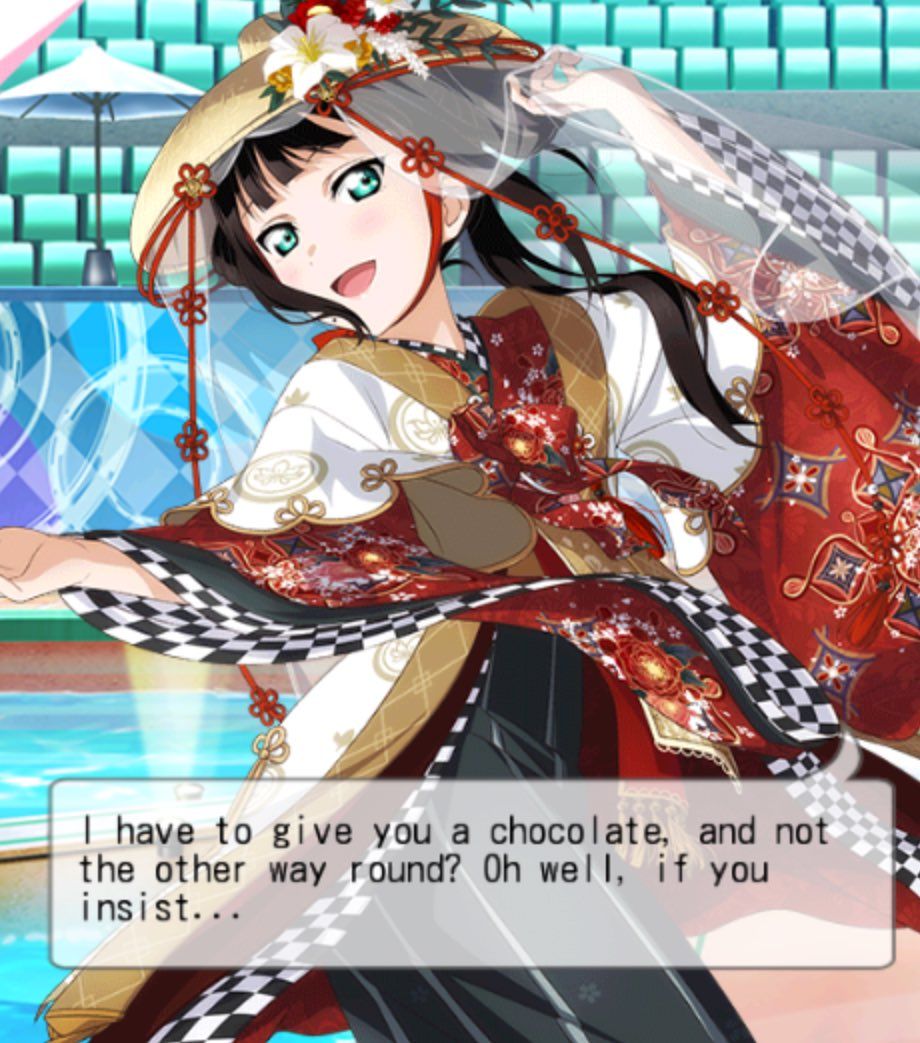 I have to give you a chocolate, and not
the other way round? Oh well, if you
insist...